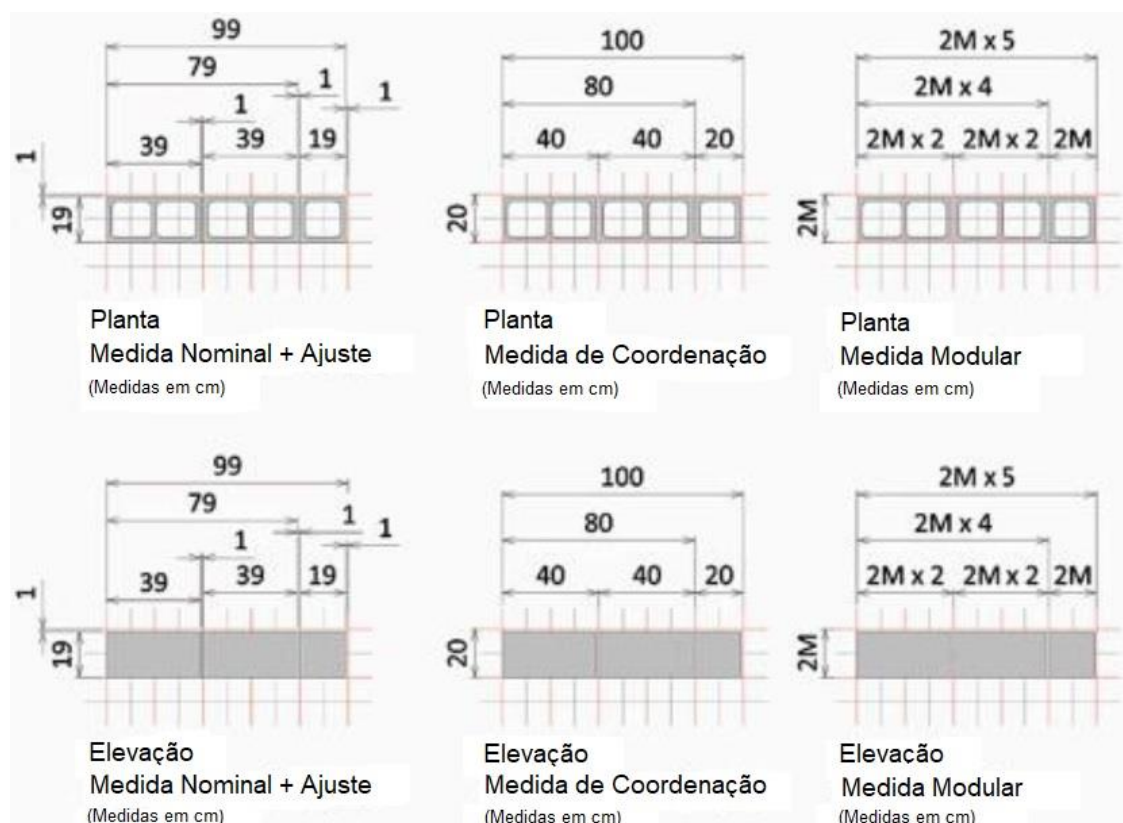 99
79
1
1
1
39
39
19
1
19
Planta
Medida Nominal + Ajuste
(Medidas em cm)
100
80
40
40
20
20
Planta
Medida de Coordenação
(Medidas em cm)
2M x 5
2M x 4
2M x 2
2M x 2
2M
2M
Planta
Medida Modular
(Medidas em cm)
99
79
1
1
1
39
39
19
1
19
Elevação
Medida Nominal + Ajuste
(Medidas em cm)
100
80
40
40
20
20
Elevação
Medida de Coordenação
(Medidas em cm)
2M x 5
2M x 4
2M x 2
2M x 2
2M
2M
Elevação
Medida Modular
(Medidas em cm)